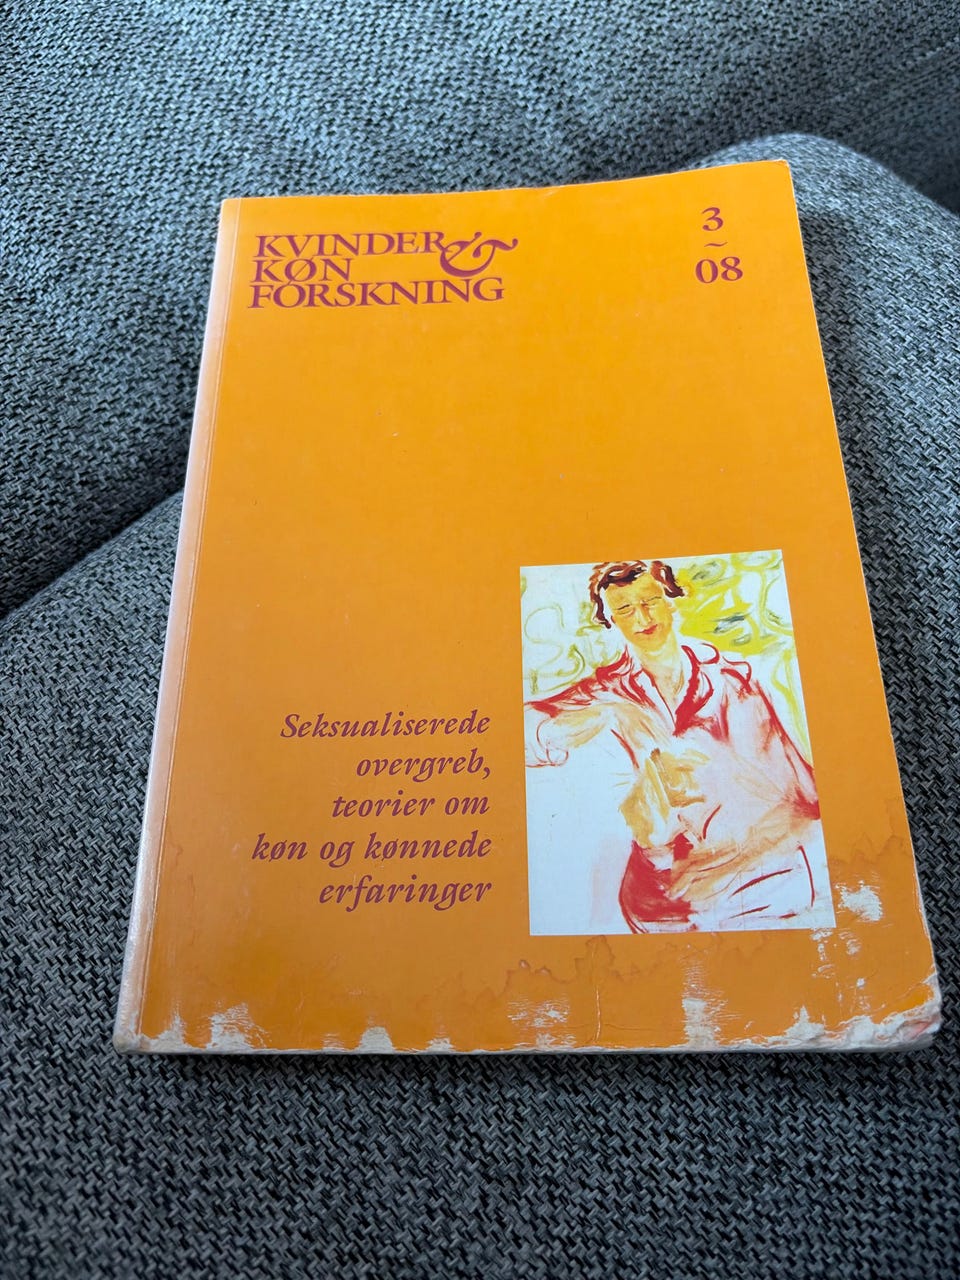 KVINDER &
KØN
FORSKNING
3
~
08
Seksualiserede
overgreb,
teorier om
køn og kønnede
erfaringer